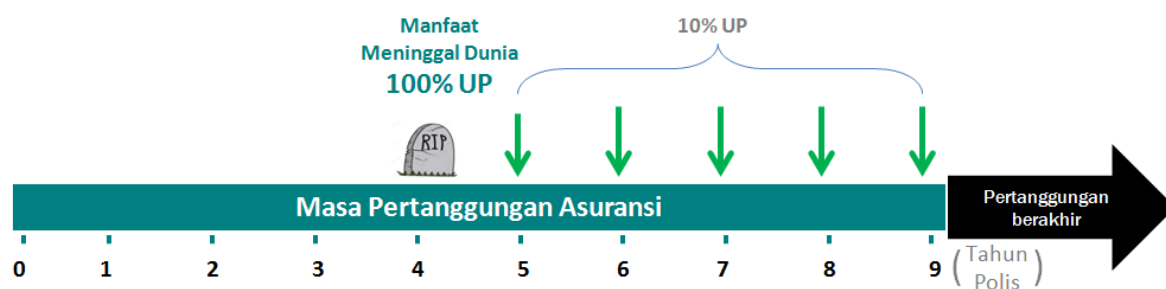 Manfaat
Meninggal Dunia
100% UP
10% UP
RIP
Masa Pertanggungan Asuransi
Pertanggungan
berakhir
0 1 2 3 4 5 6 7 8 9
(Tahun
Polis)